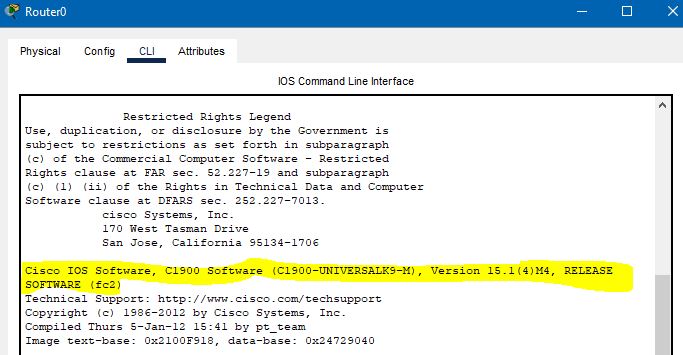 Router0
Physical Config CLI Attributes
IOS Command Line Interface
Restricted Rights Legend
Use, duplication, or disclosure by the Government is
subject to restrictions as set forth in subparagraph
(c) of the Commercial Computer Software - Restricted
Rights clause at FAR sec. 52.227-19 and subparagraph
(c) (1) (ii) of the Rights in Technical Data and Computer
Software clause at DFARS sec. 252.227-7013.
cisco Systems, Inc.
170 West Tasman Drive
San Jose, California 95134-1706
Cisco IOS Software, C1900 Software (C1900-UNIVERSALK9-M), Version 15.1(4)M4, RELEASE
SOFTWARE (fc2)
Technical Support: http://www.cisco.com/techsupport
Copyright (c) 1986-2012 by Cisco Systems, Inc.
Compiled Thurs 5-Jan-12 15:41 by pt_team
Image text-base: 0x2100F918, data-base: 0x24729040